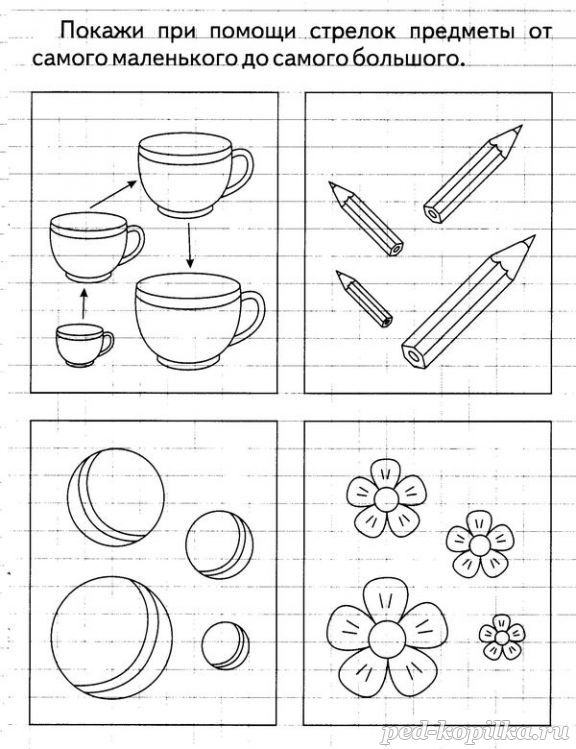 Покажи при помощи стрелок предметы от
самого маленького до самого большого.
ped-kopilka.ru